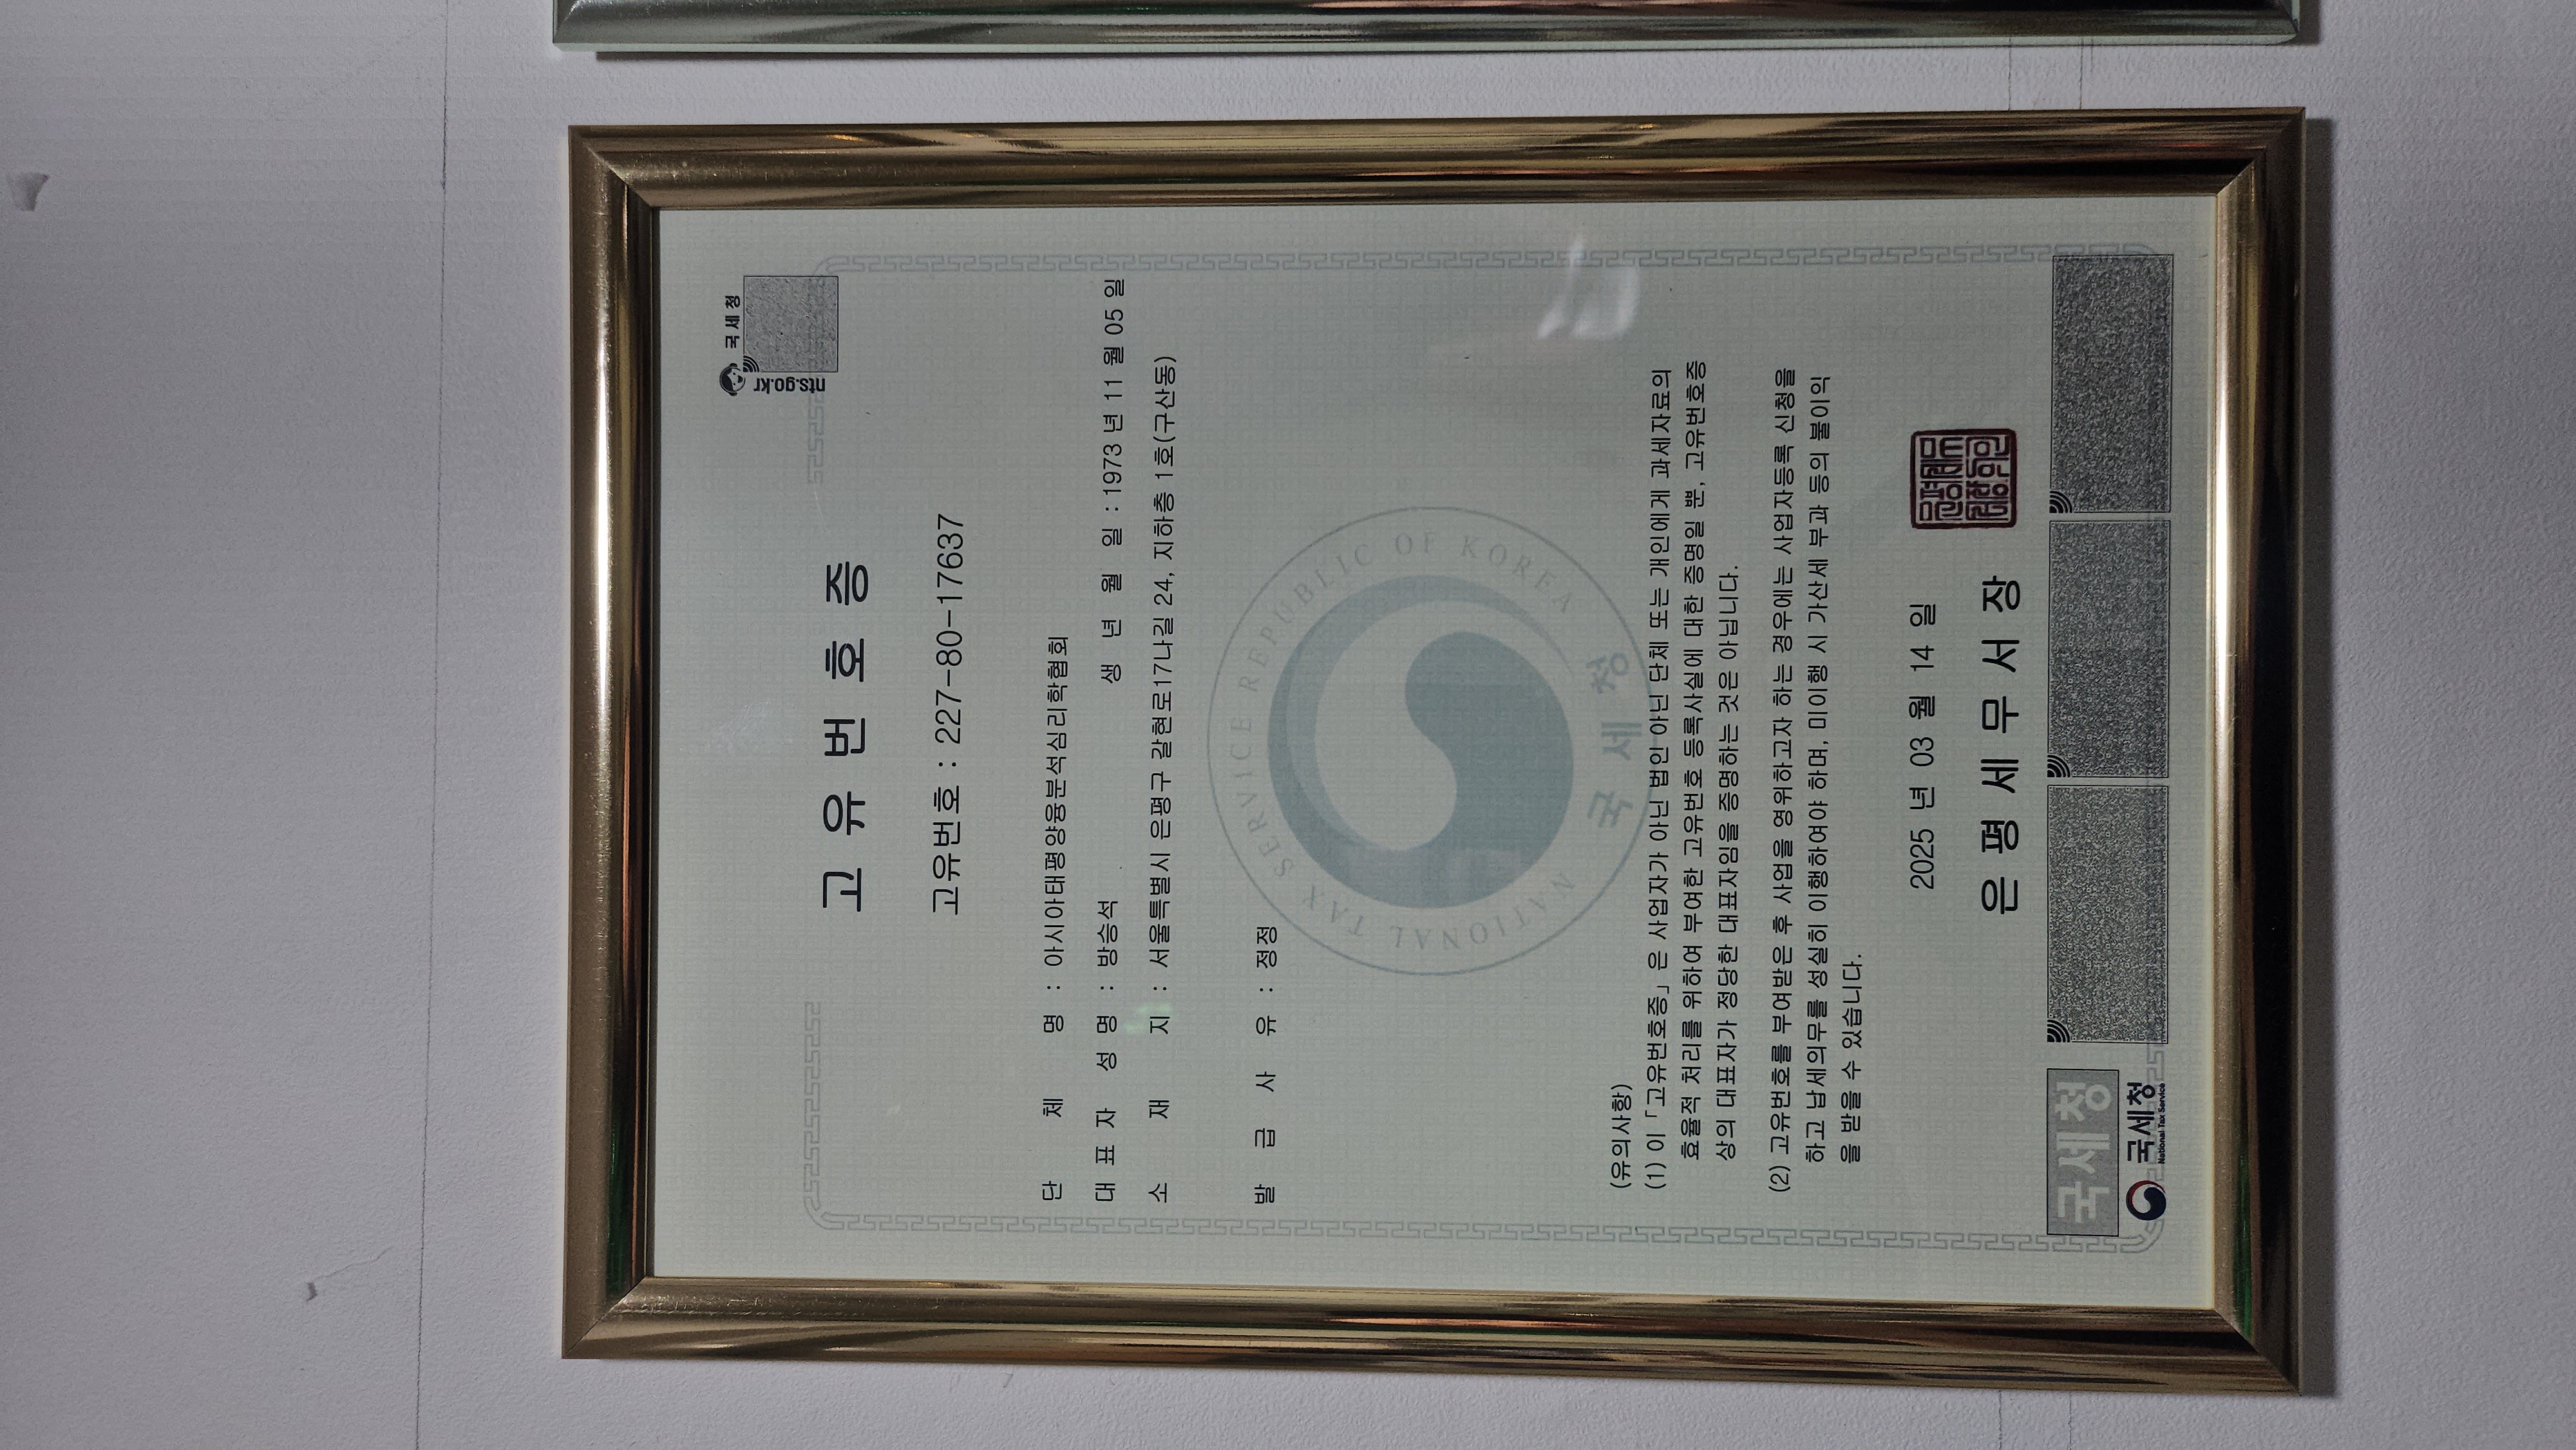 국세청
nts.go.kr
고유번호증
고유번호 : 227-80-17637
단 체 명 : 아시아태평양융분석심리학협회
대 표 자 성 명 : 방승석 생 년 월 일 : 1973 년 11 월 05 일
소 재 지 : 서울특별시 은평구 갈현로17나길 24, 지하층 1호(구산동)
발 급 사 유 : 정정
NATIONAL TAX SERVICE REPUBLIC OF KOREA
국세청
(유의사항)
(1) 이 「고유번호증」은 사업자가 아닌 법인 아닌 단체 또는 개인에게 과세자료의
효율적 처리를 위하여 부여한 고유번호 등록사실에 대한 증명일 뿐, 고유번호증
상의 대표자가 정당한 대표자임을 증명하는 것은 아닙니다.
(2) 고유번호를 부여받은 후 사업을 영위하고자 하는 경우에는 사업자등록 신청을
하고 납세의무를 성실히 이행하여야 하며, 미이행 시 가산세 부과 등의 불이익
을 받을 수 있습니다.
2025 년 03 월 14 일
은 평 세 무 서 장
국세청
국세청
National Tax Service